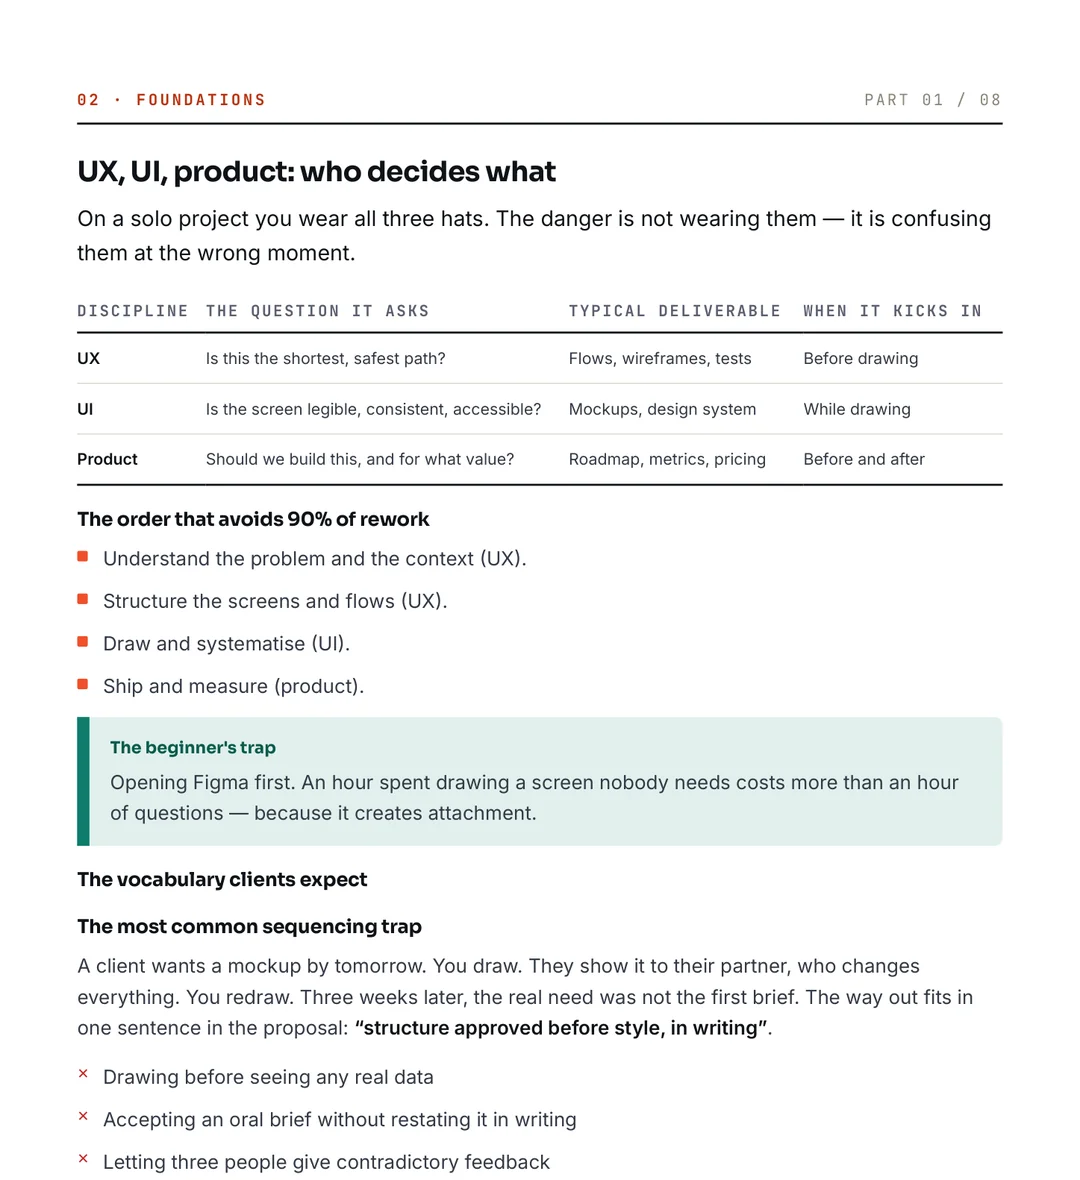 02 · FOUNDATIONS PART 01 / 08
UX, UI, product: who decides what
On a solo project you wear all three hats. The danger is not wearing them — it is confusing
them at the wrong moment.
DISCIPLINE THE QUESTION IT ASKS TYPICAL DELIVERABLE WHEN IT KICKS IN
UX Is this the shortest, safest path? Flows, wireframes, tests Before drawing
UI Is the screen legible, consistent, accessible? Mockups, design system While drawing
Product Should we build this, and for what value? Roadmap, metrics, pricing Before and after
The order that avoids 90% of rework
Understand the problem and the context (UX).
Structure the screens and flows (UX).
Draw and systematise (UI).
Ship and measure (product).
The beginner's trap
Opening Figma first. An hour spent drawing a screen nobody needs costs more than an hour
of questions — because it creates attachment.
The vocabulary clients expect
The most common sequencing trap
A client wants a mockup by tomorrow. You draw. They show it to their partner, who changes
everything. You redraw. Three weeks later, the real need was not the first brief. The way out fits in
one sentence in the proposal: “structure approved before style, in writing”.
× Drawing before seeing any real data
× Accepting an oral brief without restating it in writing
× Letting three people give contradictory feedback